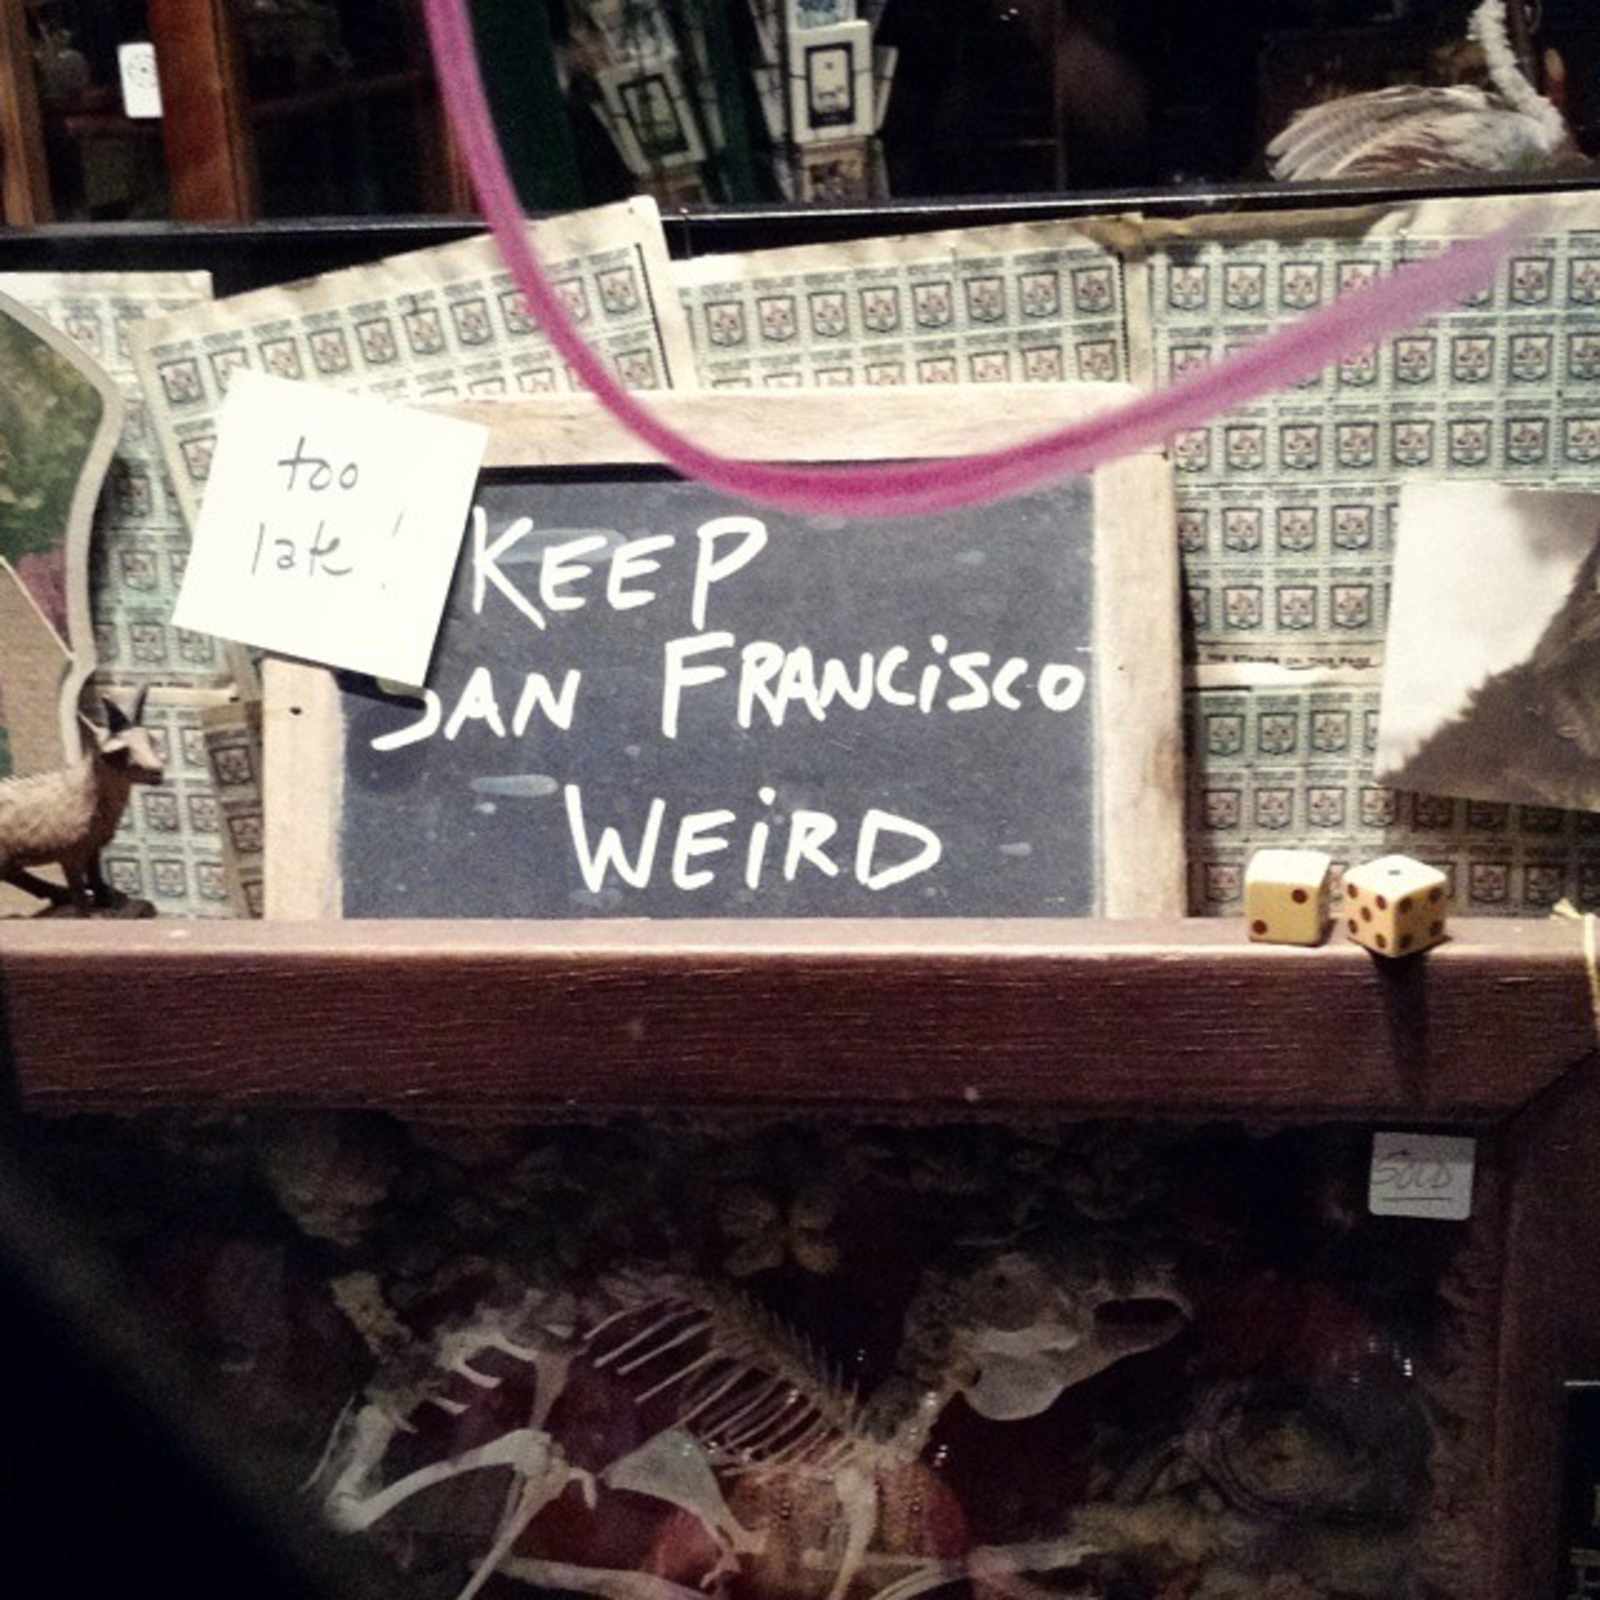 too
late!
KEEP
SAN FRANCiSCO
WEiRD
SOLD